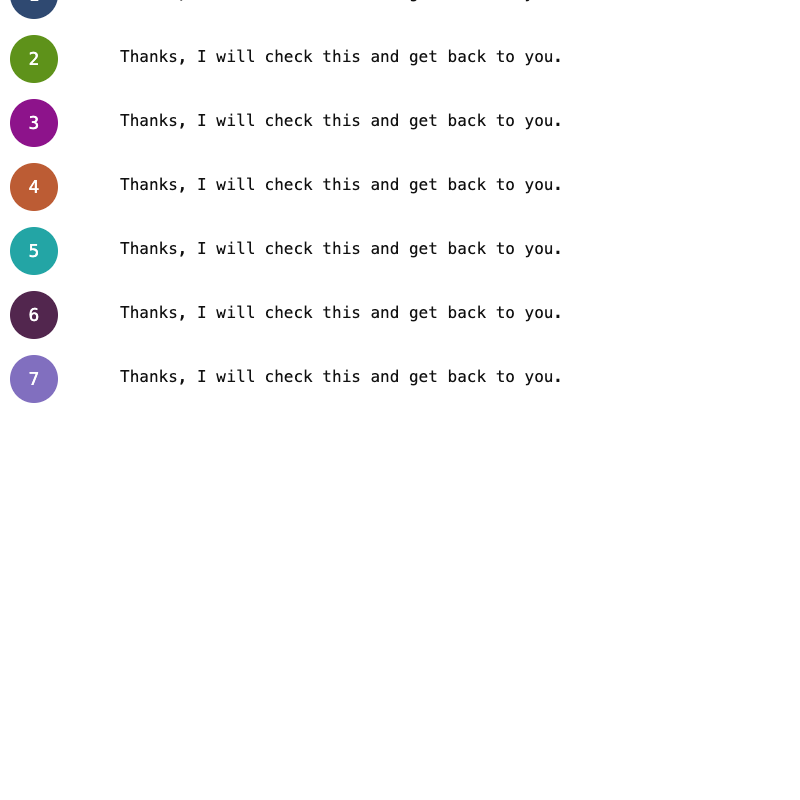 2 Thanks, I will check this and get back to you.
3 Thanks, I will check this and get back to you.
4 Thanks, I will check this and get back to you.
5 Thanks, I will check this and get back to you.
6 Thanks, I will check this and get back to you.
7 Thanks, I will check this and get back to you.